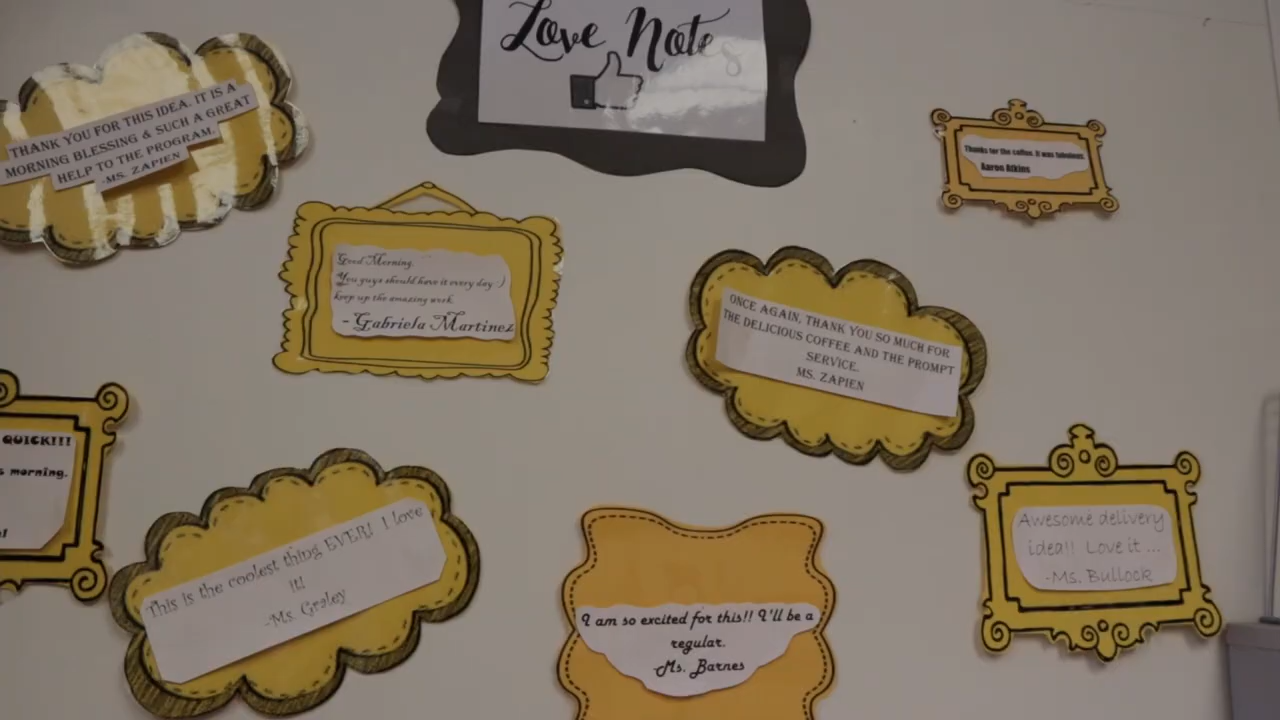 Love Notes
THANK YOU FOR THIS IDEA. IT IS A
MORNING BLESSING & SUCH A GREAT
HELP TO THE PROGRAM.
-MS. ZAPIEN
Thanks for the coffee. It was fabulous.
Aaron Atkins
Good Morning.
You guys should have it every day :)
keep up the amazing work.
- Gabriela Martinez
ONCE AGAIN, THANK YOU SO MUCH FOR
THE DELICIOUS COFFEE AND THE PROMPT
SERVICE.
MS. ZAPIEN
QUICK!!!
morning.
This is the coolest thing EVER! I love
it!
-Ms. Graley
I am so excited for this!! I'll be a
regular.
-Ms. Barnes
Awesome delivery
idea!! Love it ...
-Ms. Bullock